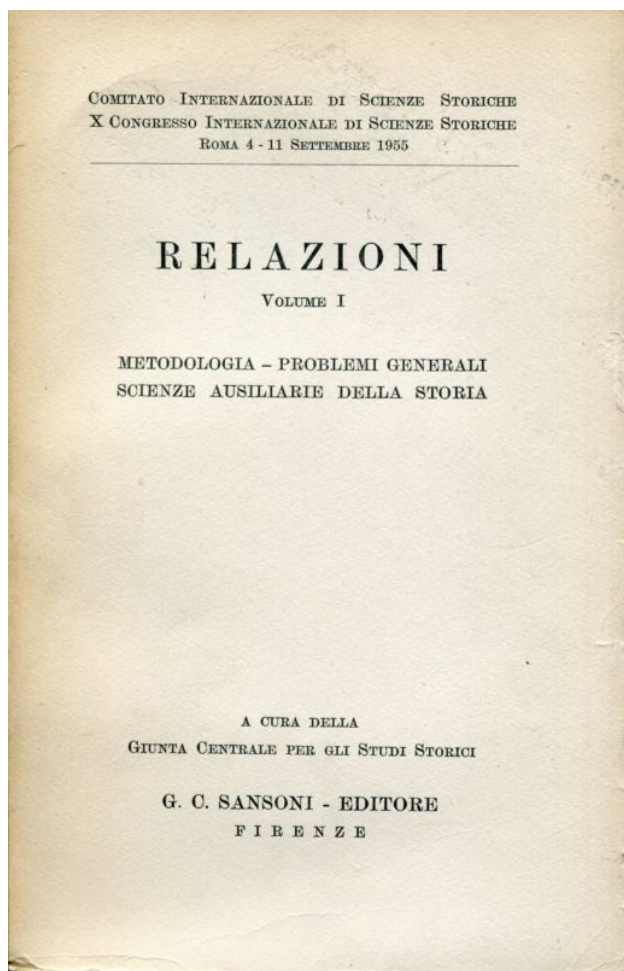 Comitato Internazionale di Scienze Storiche
X Congresso Internazionale di Scienze Storiche
Roma 4 - 11 Settembre 1955
RELAZIONI
Volume I
METODOLOGIA – PROBLEMI GENERALI
SCIENZE AUSILIARIE DELLA STORIA
A CURA DELLA
Giunta Centrale per gli Studi Storici
G. C. SANSONI - EDITORE
FIRENZE